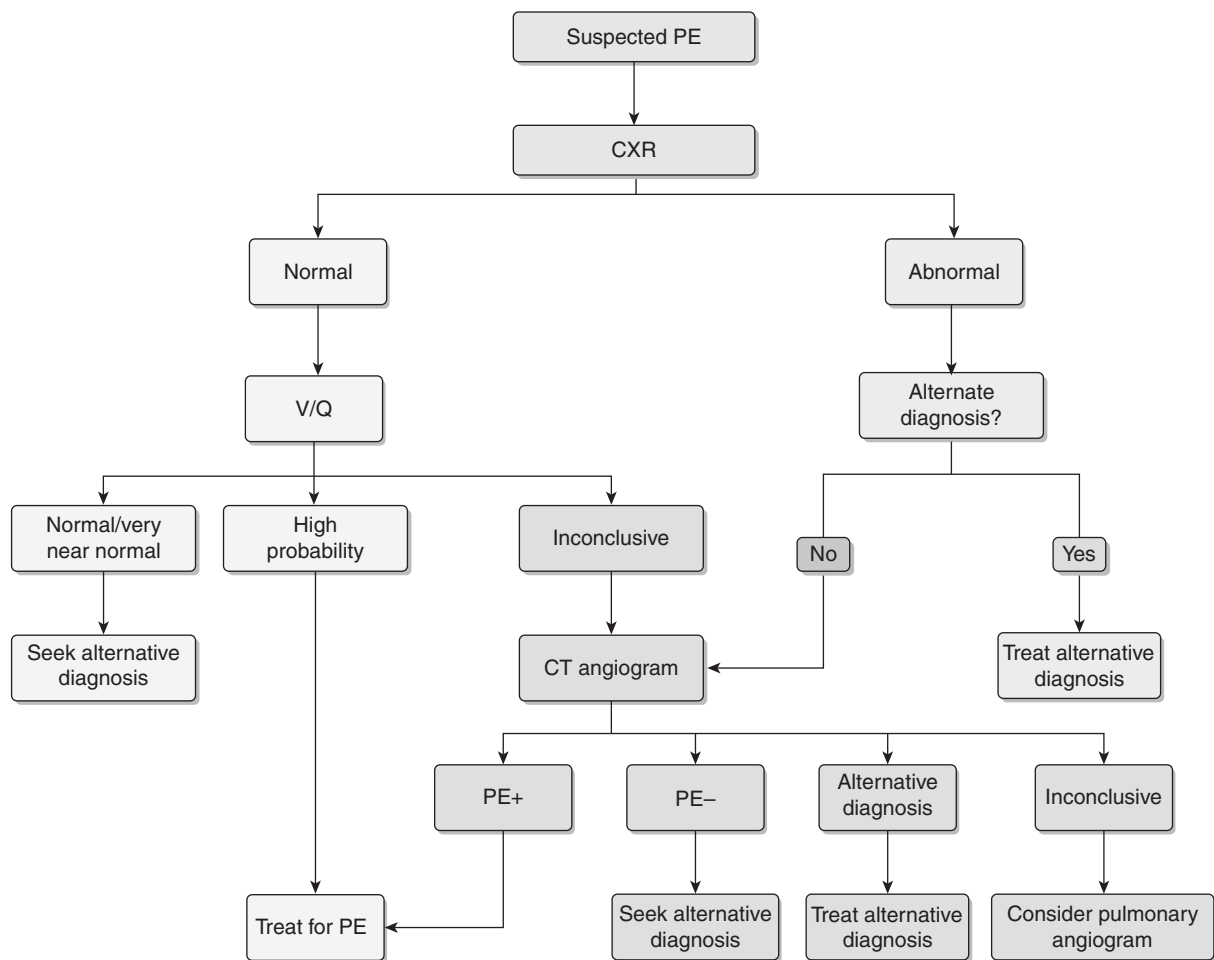 Suspected PE
CXR
Normal
Abnormal
V/Q
Alternate
diagnosis?
Normal/very
near normal
High
probability
Inconclusive
No
Yes
Seek alternative
diagnosis
CT angiogram
Treat alternative
diagnosis
PE+
PE–
Alternative
diagnosis
Inconclusive
Treat for PE
Seek alternative
diagnosis
Treat alternative
diagnosis
Consider pulmonary
angiogram